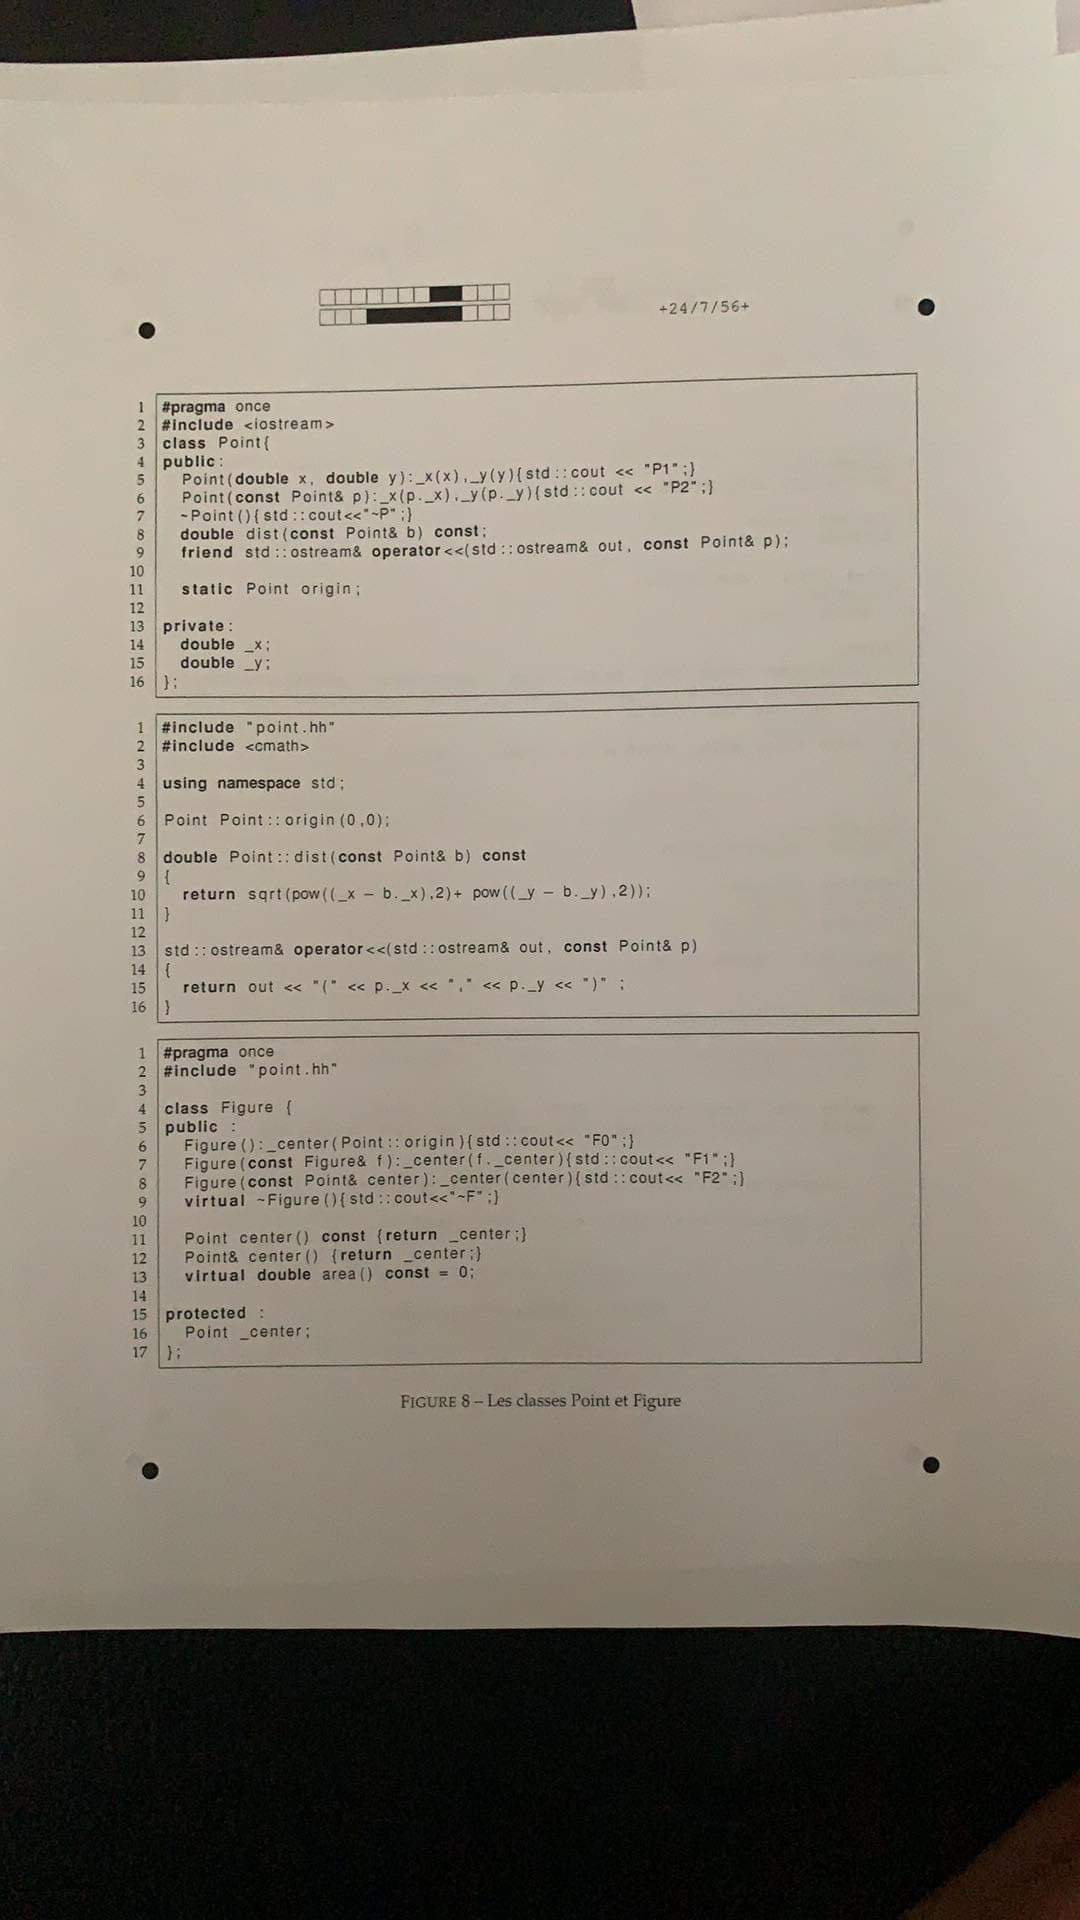 +24/7/56+
1 #pragma once
2 #include <iostream>
3 class Point{
4 public:
5 Point(double x, double y):_x(x),_y(y){std::cout << "P1";}
6 Point(const Point& p):_x(p._x),_y(p._y){std::cout << "P2";}
7 ~Point(){std::cout<<"~P";}
8 double dist(const Point& b) const;
9 friend std::ostream& operator<<(std::ostream& out, const Point& p);
10
11 static Point origin;
12
13 private:
14 double _x;
15 double _y;
16 };
1 #include "point.hh"
2 #include <cmath>
3
4 using namespace std;
5
6 Point Point::origin(0,0);
7
8 double Point::dist(const Point& b) const
9 {
10 return sqrt(pow((_x - b._x),2)+ pow((_y - b._y),2));
11 }
12
13 std::ostream& operator<<(std::ostream& out, const Point& p)
14 {
15 return out << "(" << p._x << "," << p._y << ")" ;
16 }
1 #pragma once
2 #include "point.hh"
3
4 class Figure {
5 public :
6 Figure():_center(Point::origin){std::cout<< "F0";}
7 Figure(const Figure& f):_center(f._center){std::cout<< "F1";}
8 Figure(const Point& center):_center(center){std::cout<< "F2";}
9 virtual ~Figure(){std::cout<<"~F";}
10
11 Point center() const {return _center;}
12 Point& center() {return _center;}
13 virtual double area() const = 0;
14
15 protected :
16 Point _center;
17 };
FIGURE 8 – Les classes Point et Figure